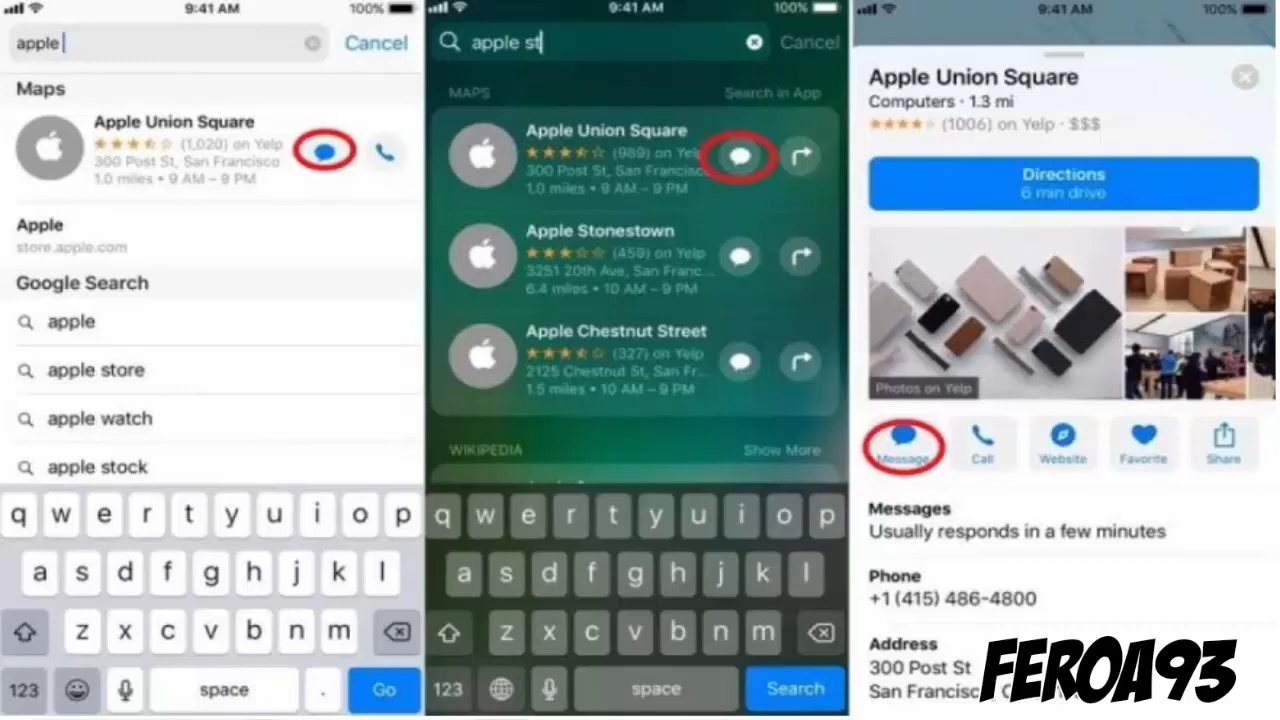 9:41 AM
100%
apple
Cancel
Maps
Apple Union Square
(1,020) on Yelp
300 Post St, San Francisco
1.0 miles • 9 AM – 9 PM
Apple
store.apple.com
Google Search
apple
apple store
apple watch
apple stock
q w e r t y u i o p
a s d f g h j k l
z x c v b n m
123
space
.
Go
9:41 AM
100%
apple st
Cancel
MAPS
Search in App
Apple Union Square
(989) on Yelp
300 Post St, San Francisc
1.0 miles • 9 AM – 9 PM
Apple Stonestown
(459) on Yelp
3251 20th Ave, San Franc...
6.4 miles • 10 AM – 9 PM
Apple Chestnut Street
(327) on Yelp
2125 Chestnut St, San Fr...
1.5 miles • 10 AM – 9 PM
WIKIPEDIA
Show More
q w e r t y u i o p
a s d f g h j k l
z x c v b n m
123
space
Search
9:41 AM
100%
Apple Union Square
Computers · 1.3 mi
(1006) on Yelp · $$$
Directions
6 min drive
Photos on Yelp
Message
Call
Website
Favorite
Share
Messages
Usually responds in a few minutes
Phone
+1 (415) 486-4800
Address
300 Post St
San Francisc
FEROA93